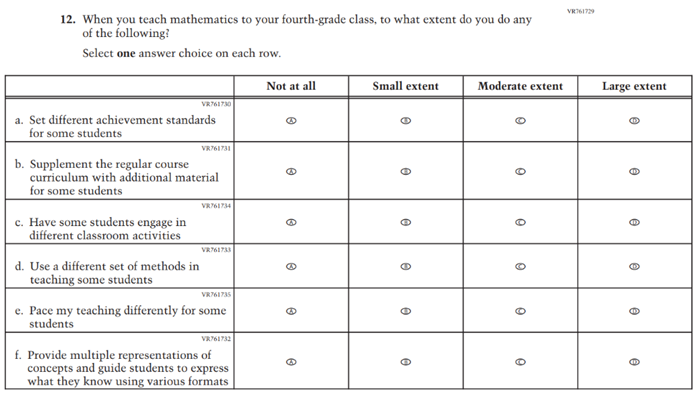 VR761729
12. When you teach mathematics to your fourth-grade class, to what extent do you do any
of the following?
Select one answer choice on each row.
Not at all Small extent Moderate extent Large extent
VR761730
a. Set different achievement standards
for some students
A B C D
VR761731
b. Supplement the regular course
curriculum with additional material
for some students
A B C D
VR761734
c. Have some students engage in
different classroom activities
A B C D
VR761733
d. Use a different set of methods in
teaching some students
A B C D
VR761735
e. Pace my teaching differently for some
students
A B C D
VR761732
f. Provide multiple representations of
concepts and guide students to express
what they know using various formats
A B C D